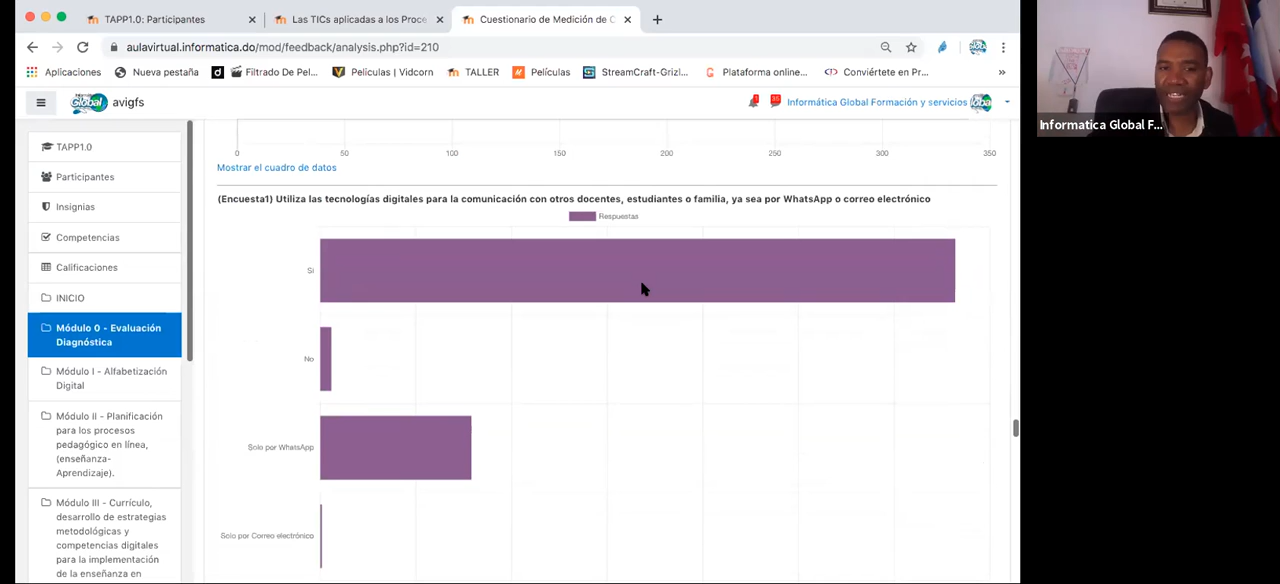 TAPP1.0: Participantes
Las TICs aplicadas a los Proce
Cuestionario de Medición de C
aulavirtual.informatica.do/mod/feedback/analysis.php?id=210
Aplicaciones
Nueva pestaña
Filtrado De Pel...
Peliculas | Vidcorn
TALLER
Películas
StreamCraft-Grizl...
Plataforma online...
Conviértete en Pr...
Global
avigfs
Informática Global Formación y servicios
TAPP1.0
Participantes
Insignias
Competencias
Calificaciones
INICIO
Módulo 0 - Evaluación
Diagnóstica
Módulo I - Alfabetización
Digital
Módulo II - Planificación
para los procesos
pedagógico en línea,
(enseñanza-
Aprendizaje).
Módulo III - Currículo,
desarrollo de estrategias
metodológicas y
competencias digitales
para la implementación
de la enseñanza en
0 50 100 150 200 250 300 350
Mostrar el cuadro de datos
(Encuesta1) Utiliza las tecnologías digitales para la comunicación con otros docentes, estudiantes o familia, ya sea por WhatsApp o correo electrónico
Respuestas
Si
No
Solo por WhatsApp
Solo por Correo electrónico
Informatica Global F...